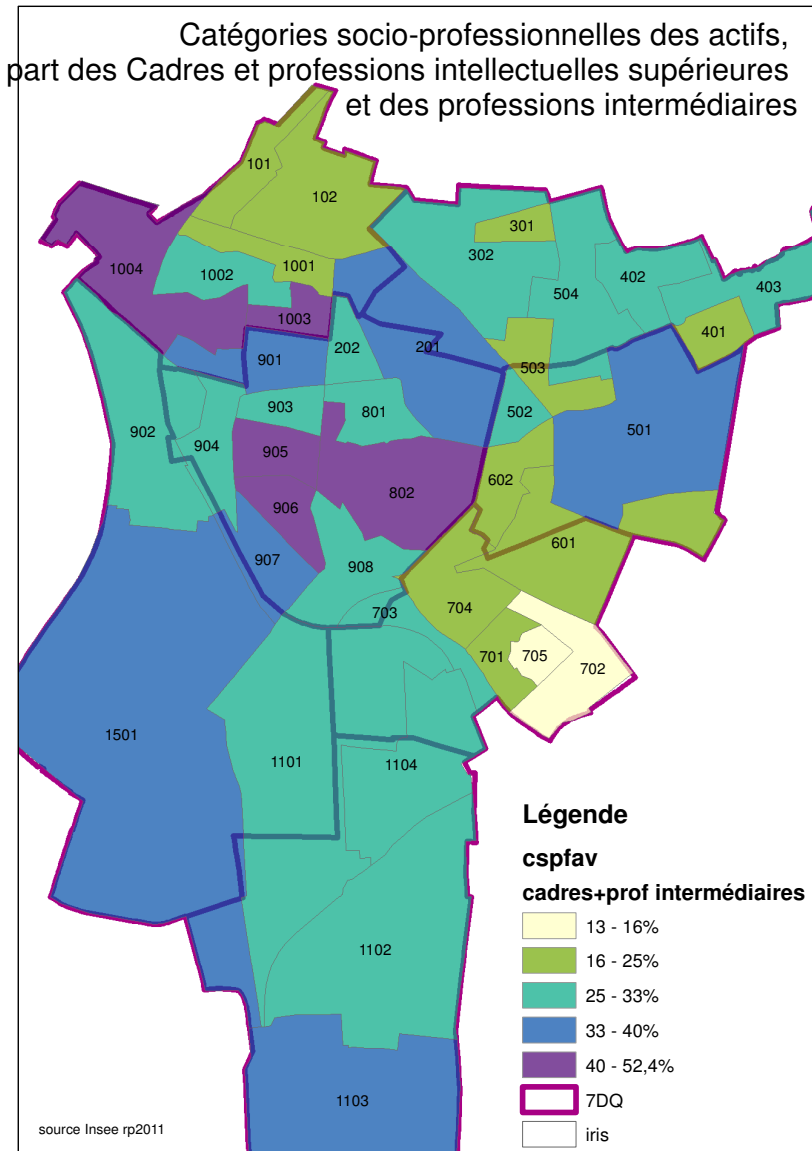 Catégories socio-professionnelles des actifs,
part des Cadres et professions intellectuelles supérieures
et des professions intermédiaires
101
102
301
302
1004
1002
1001
504
402
403
1003
401
901
202
201
503
902
903
801
502
904
501
905
602
802
906
907
908
601
703
704
701
705
702
1501
1101
1104
1102
1103
Légende
cspfav
cadres+prof intermédiaires
13 - 16%
16 - 25%
25 - 33%
33 - 40%
40 - 52,4%
7DQ
iris
source Insee rp2011